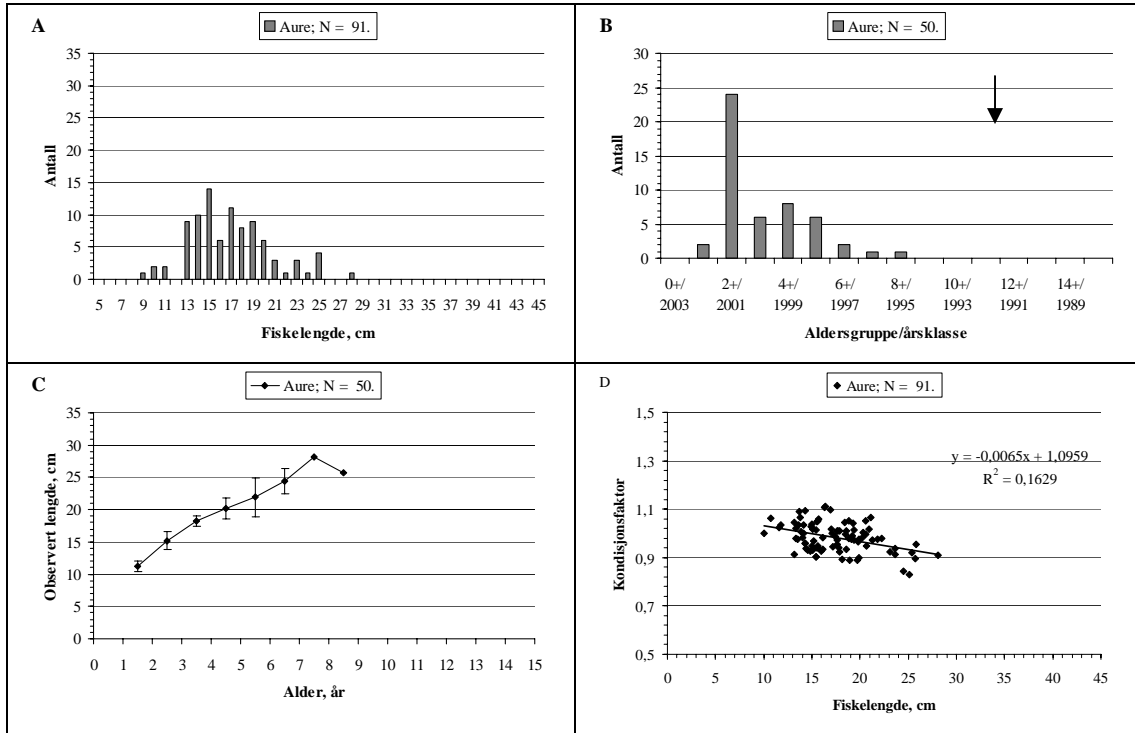 A
Aure; N = 91.
35
30
25
20
15
10
5
0
Antall
5 7 9 11 13 15 17 19 21 23 25 27 29 31 33 35 37 39 41 43 45
Fiskelengde, cm
B
Aure; N = 50.
30
25
20
15
10
5
0
Antall
0+/ 2+/ 4+/ 6+/ 8+/ 10+/ 12+/ 14+/
2003 2001 1999 1997 1995 1993 1991 1989
Aldersgruppe/årsklasse
C
Aure; N = 50.
35
30
25
20
15
10
5
0
Observert lengde, cm
0 1 2 3 4 5 6 7 8 9 10 11 12 13 14 15
Alder, år
D
Aure; N = 91.
1,5
1,3
1,1
0,9
0,7
0,5
Kondisjonsfaktor
y = -0,0065x + 1,0959
R² = 0,1629
0 5 10 15 20 25 30 35 40 45
Fiskelengde, cm